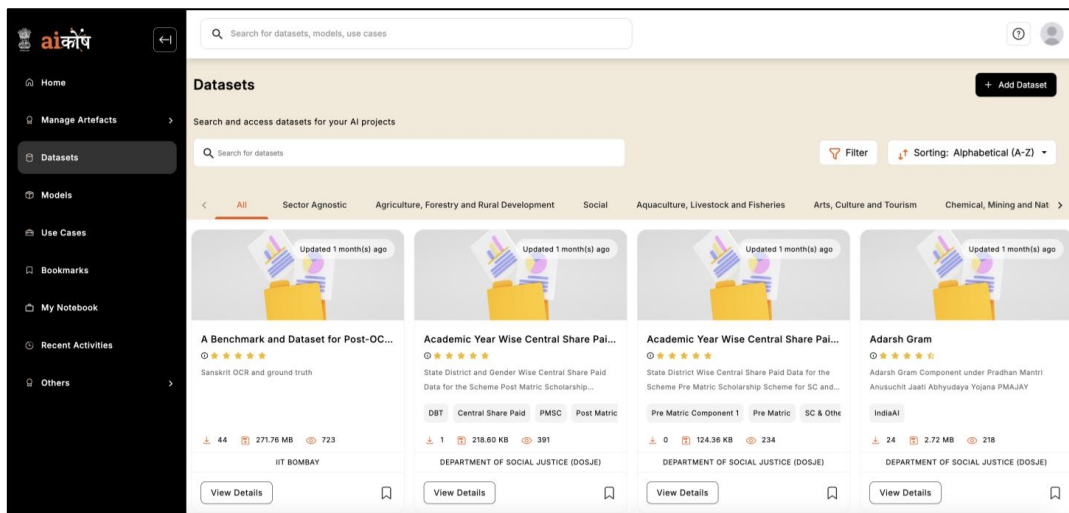 aiकोष
Search for datasets, models, use cases
Home
Manage Artefacts
Datasets
Models
Use Cases
Bookmarks
My Notebook
Recent Activities
Others
Datasets
+ Add Dataset
Search and access datasets for your AI projects
Search for datasets
Filter
Sorting: Alphabetical (A-Z)
All Sector Agnostic Agriculture, Forestry and Rural Development Social Aquaculture, Livestock and Fisheries Arts, Culture and Tourism Chemical, Mining and Nat
Updated 1 month(s) ago
A Benchmark and Dataset for Post-OC...
Sanskrit OCR and ground truth
44 271.76 MB 723
IIT BOMBAY
View Details
Updated 1 month(s) ago
Academic Year Wise Central Share Pai...
State District and Gender Wise Central Share Paid
Data for the Scheme Post Matric Scholarship...
DBT Central Share Paid PMSC Post Matric
1 218.60 KB 391
DEPARTMENT OF SOCIAL JUSTICE (DOSJE)
View Details
Updated 1 month(s) ago
Academic Year Wise Central Share Pai...
State District Wise Central Share Paid Data for the
Scheme Pre Matric Scholarship Scheme for SC and...
Pre Matric Component 1 Pre Matric SC & Othe
0 124.36 KB 234
DEPARTMENT OF SOCIAL JUSTICE (DOSJE)
View Details
Updated 1 month(s) ago
Adarsh Gram
Adarsh Gram Component under Pradhan Mantri
Anusuchit Jaati Abhyudaya Yojana PMAJAY
IndiaAI
24 2.72 MB 218
DEPARTMENT OF SOCIAL JUSTICE (DOSJE)
View Details